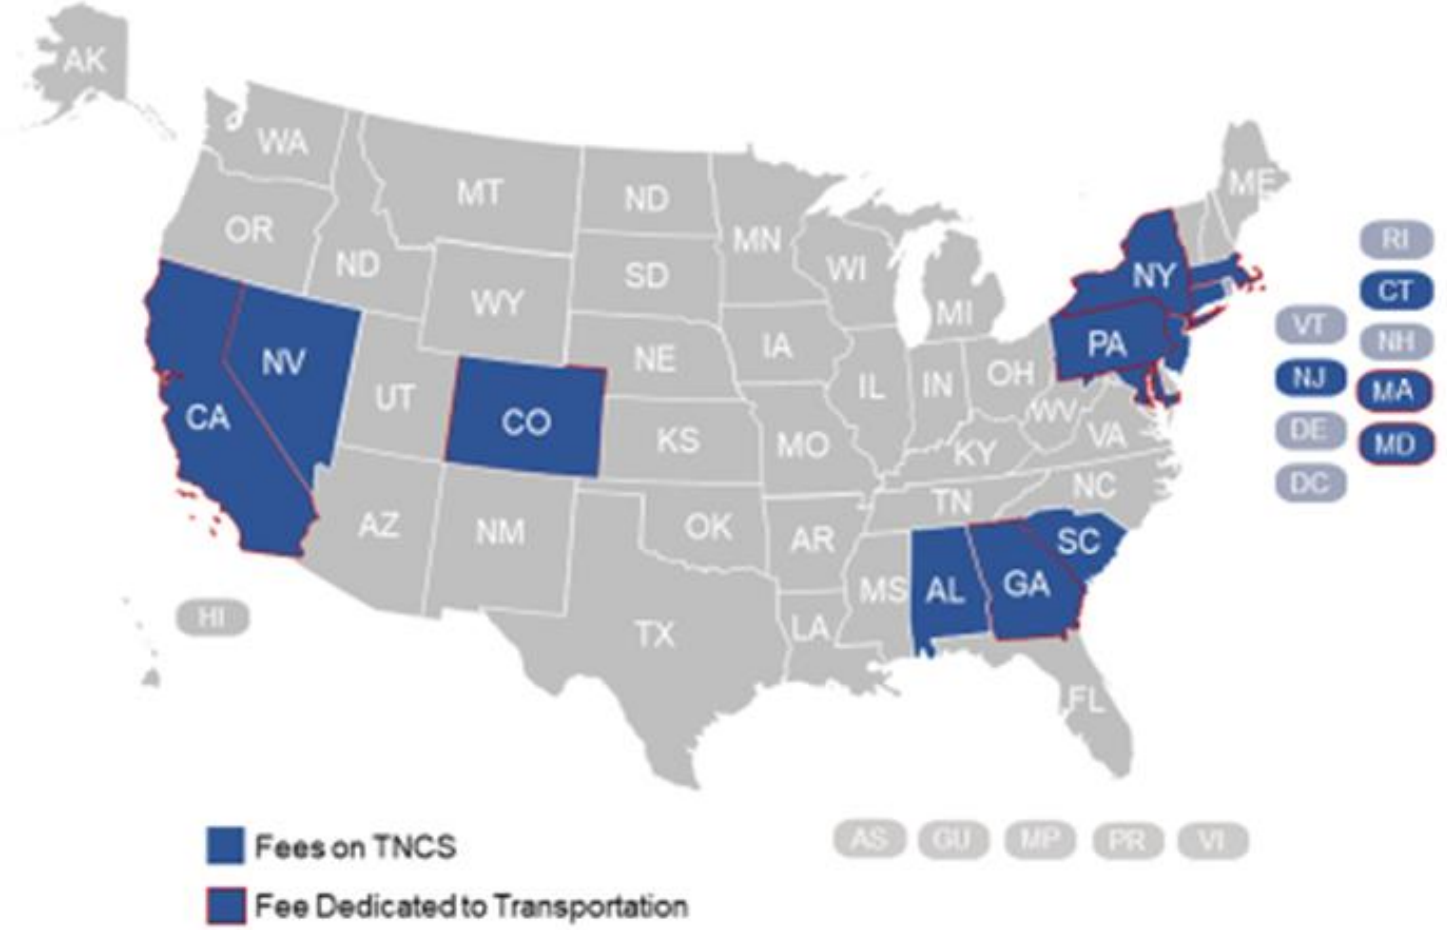 AK
WA
MT
ND
ME
OR
MN
RI
ND
SD
WI
NY
CT
WY
MI
VT
NH
NV
NE
IA
PA
OH
NJ
MA
UT
IL
IN
CA
CO
KS
MO
WV
VA
DE
MD
KY
DC
AZ
NM
OK
AR
TN
NC
SC
MS
AL
GA
HI
TX
LA
FL
AS
GU
MP
PR
VI
Fees on TNCS
Fee Dedicated to Transportation